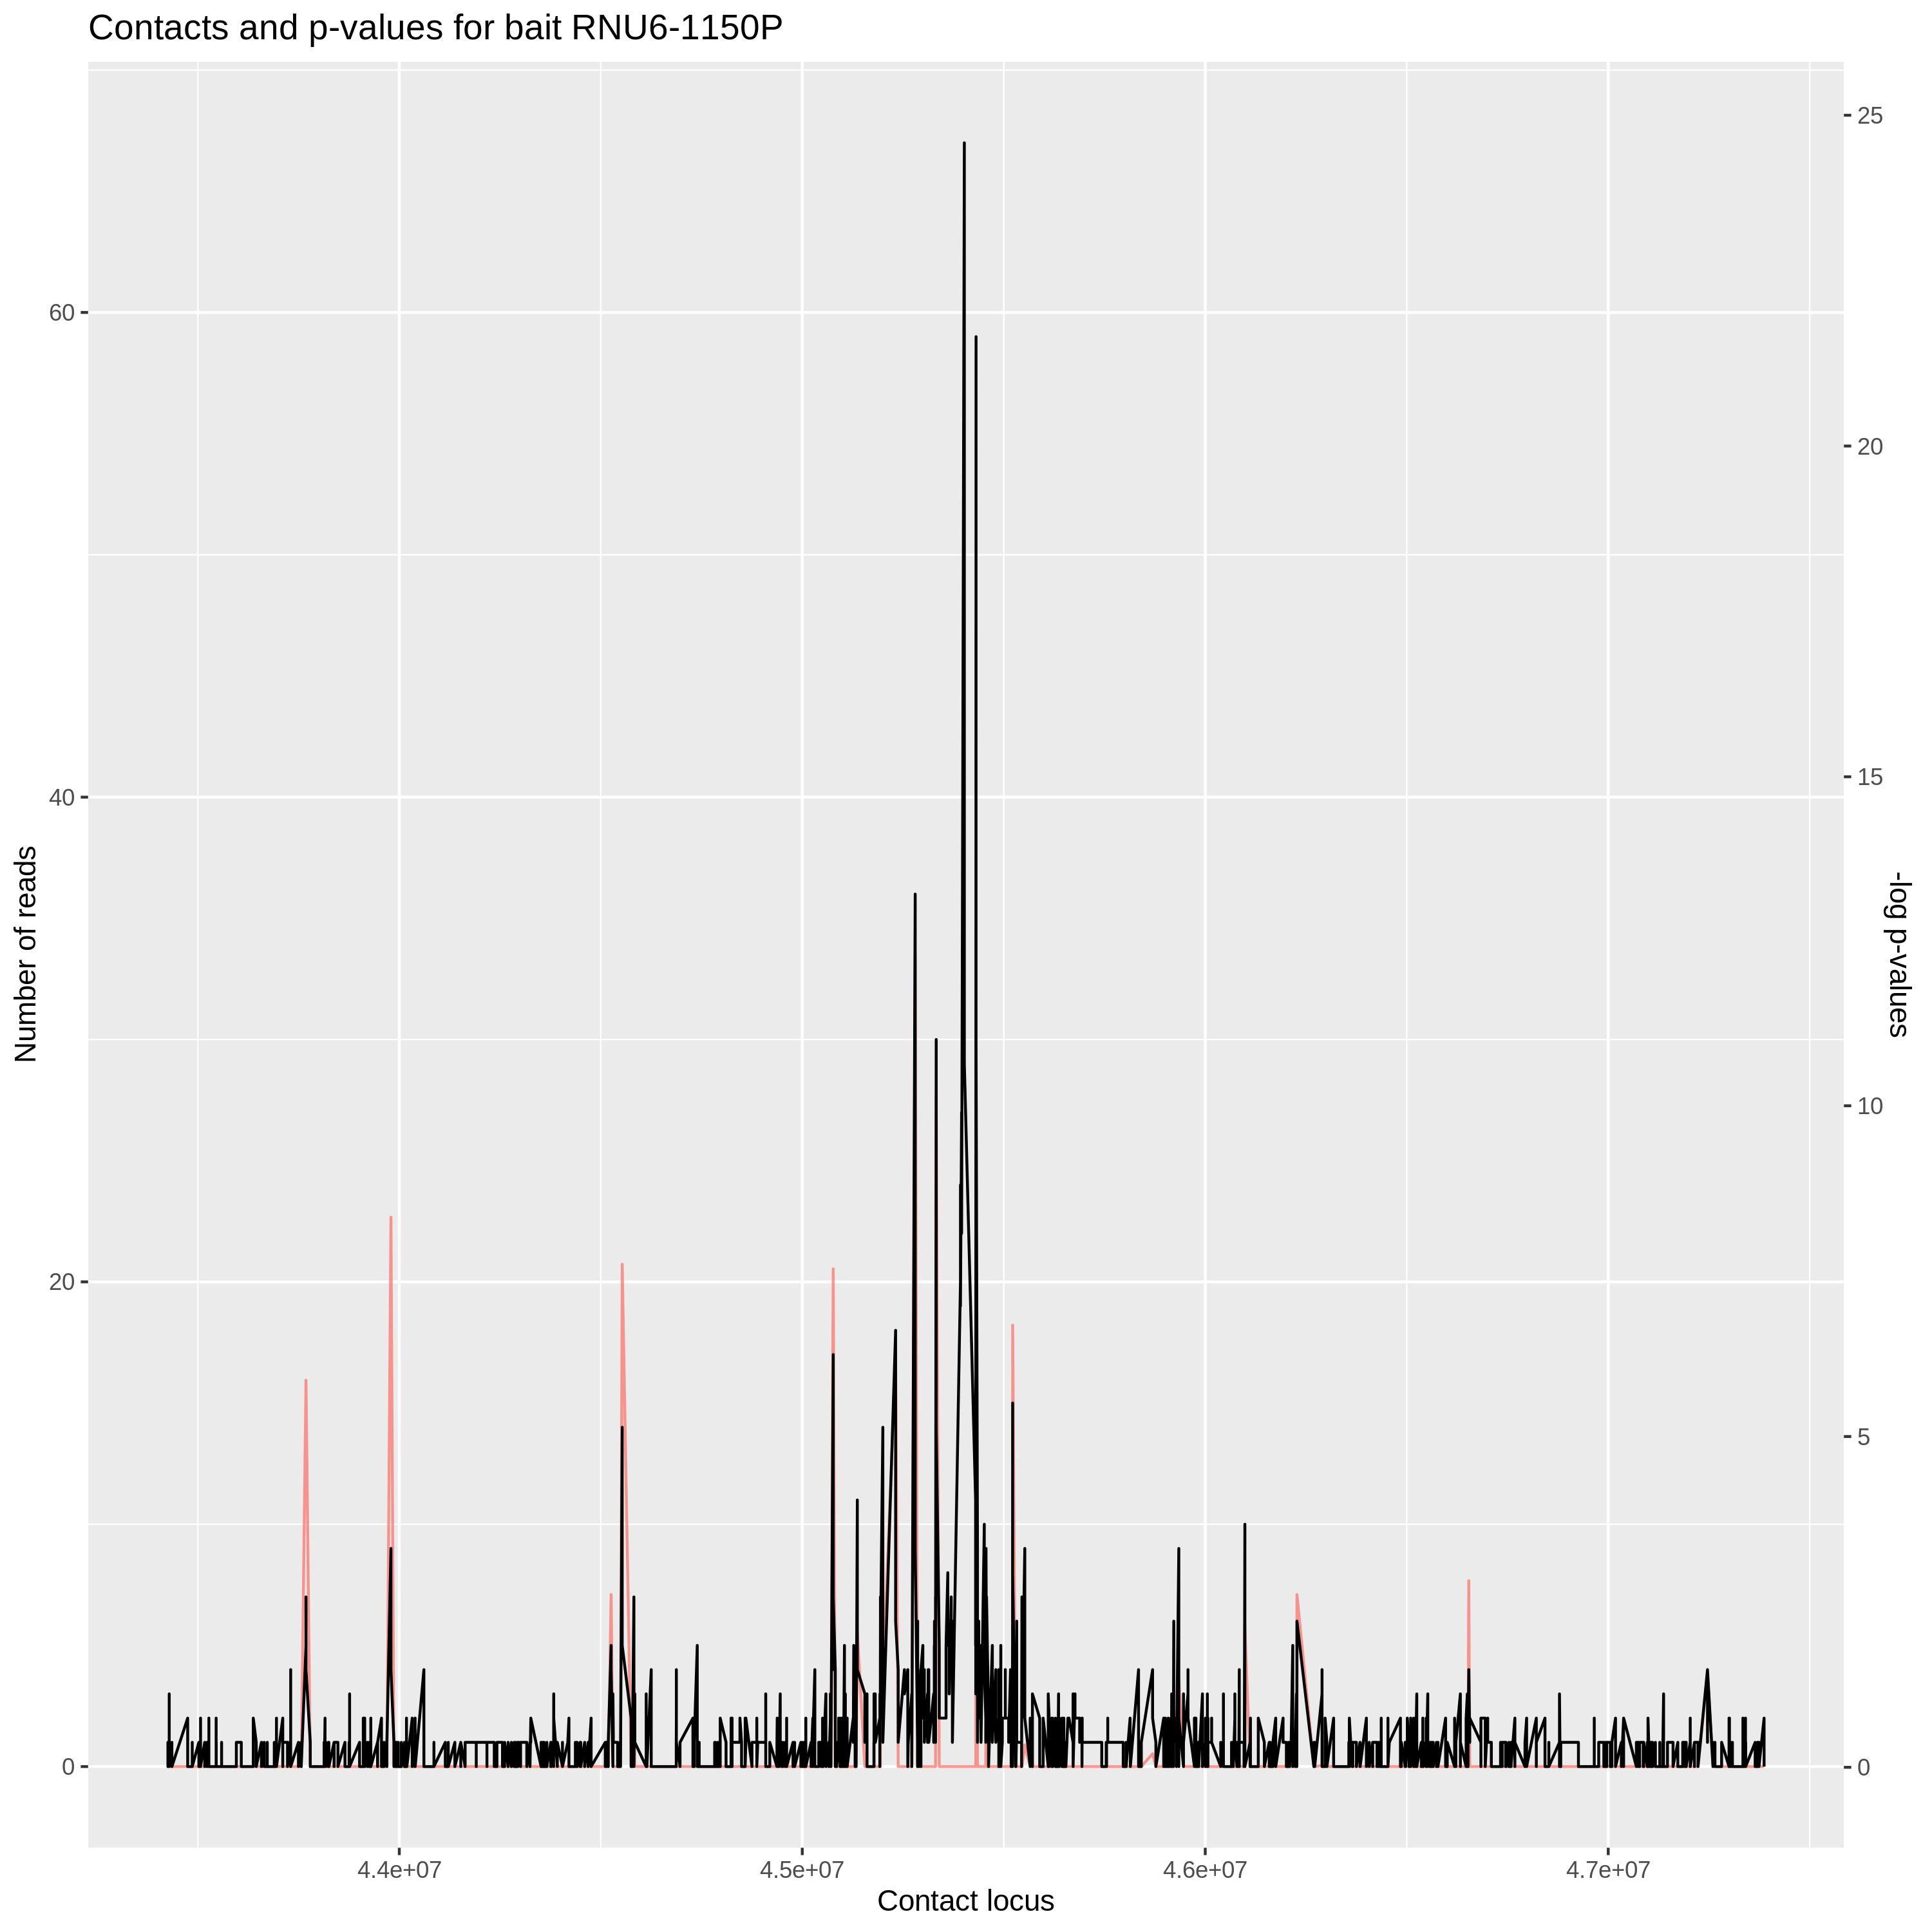 Contacts and p-values for bait RNU6-1150P
25
60
20
40
15
Number of reads
-log p-values
10
20
5
0
0
4.4e+07
4.5e+07
4.6e+07
4.7e+07
Contact locus